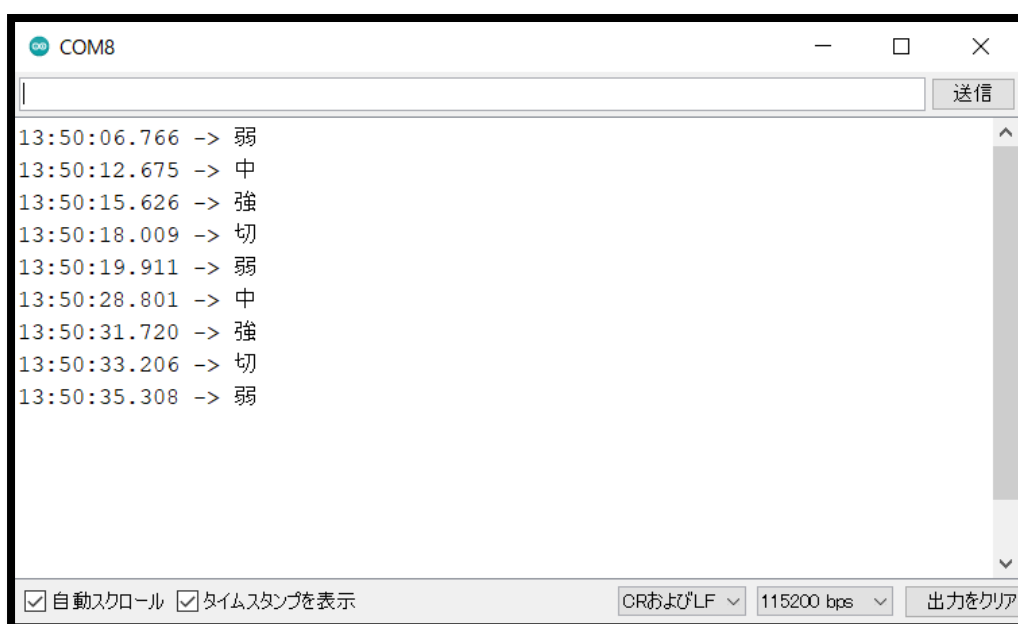 COM8
送信
13:50:06.766 -> 弱
13:50:12.675 -> 中
13:50:15.626 -> 強
13:50:18.009 -> 切
13:50:19.911 -> 弱
13:50:28.801 -> 中
13:50:31.720 -> 強
13:50:33.206 -> 切
13:50:35.308 -> 弱
自動スクロール タイムスタンプを表示 CRおよびLF 115200 bps 出力をクリア